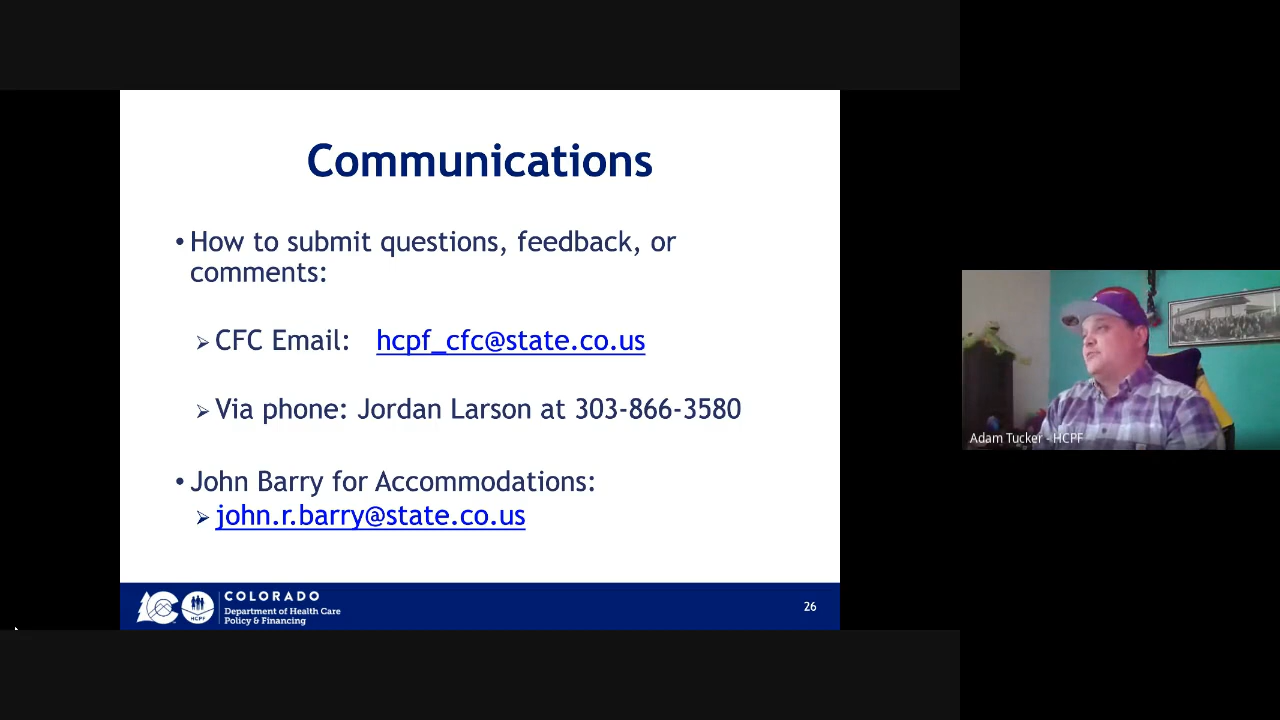 Communications
• How to submit questions, feedback, or
comments:
➢ CFC Email: hcpf_cfc@state.co.us
➢ Via phone: Jordan Larson at 303-866-3580
• John Barry for Accommodations:
➢ john.r.barry@state.co.us
COLORADO
Department of Health Care
Policy & Financing
HCPF
26
Adam Tucker - HCPF